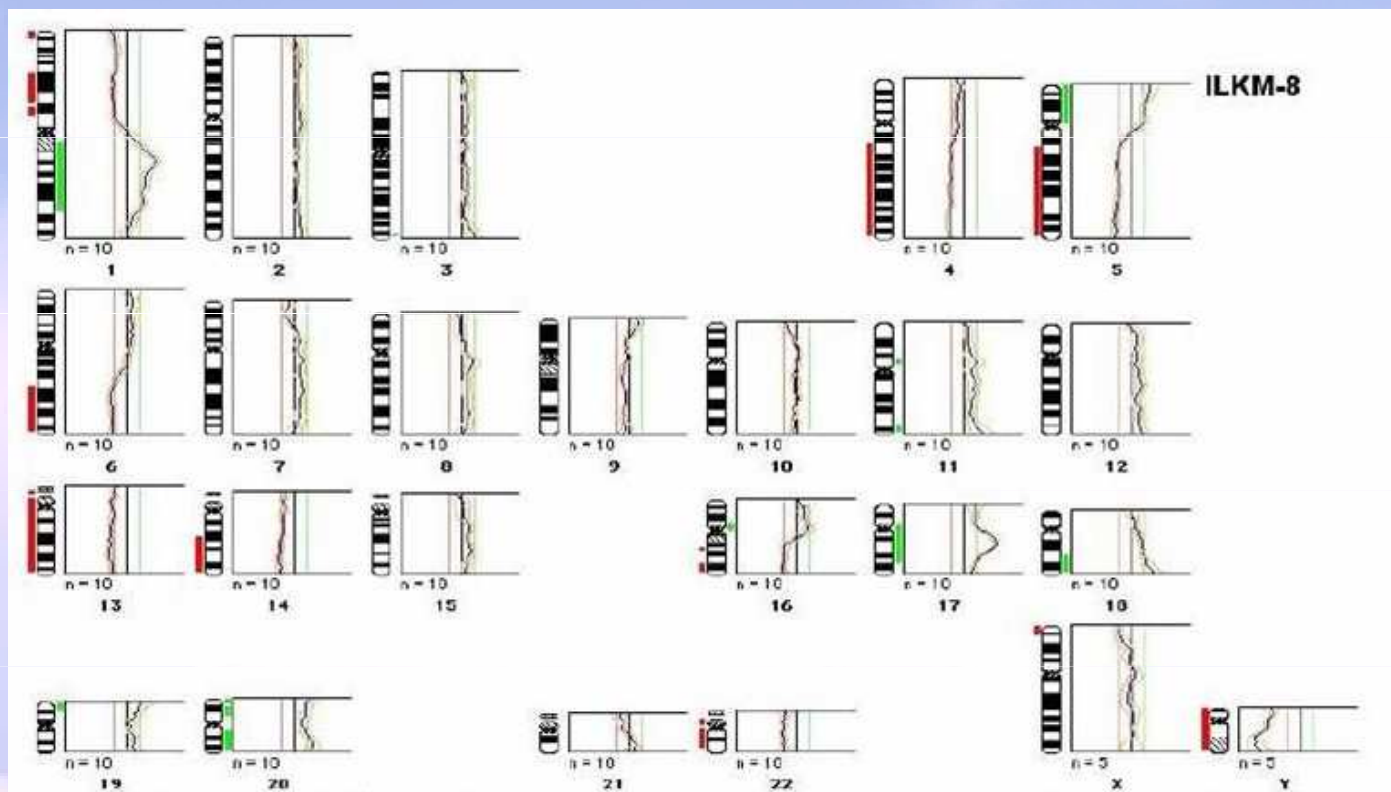 ILKM-8
n = 10 n = 10 n = 10 n = 10 n = 10
1 2 3 4 5
n = 10 n = 10 n = 10 n = 10 n = 10 n = 10 n = 10
6 7 8 9 10 11 12
n = 10 n = 10 n = 10 n = 10 n = 10 n = 10
13 14 15 16 17 18
n = 10 n = 10 n = 10 n = 10 n = 5 n = 5
19 20 21 22 X Y